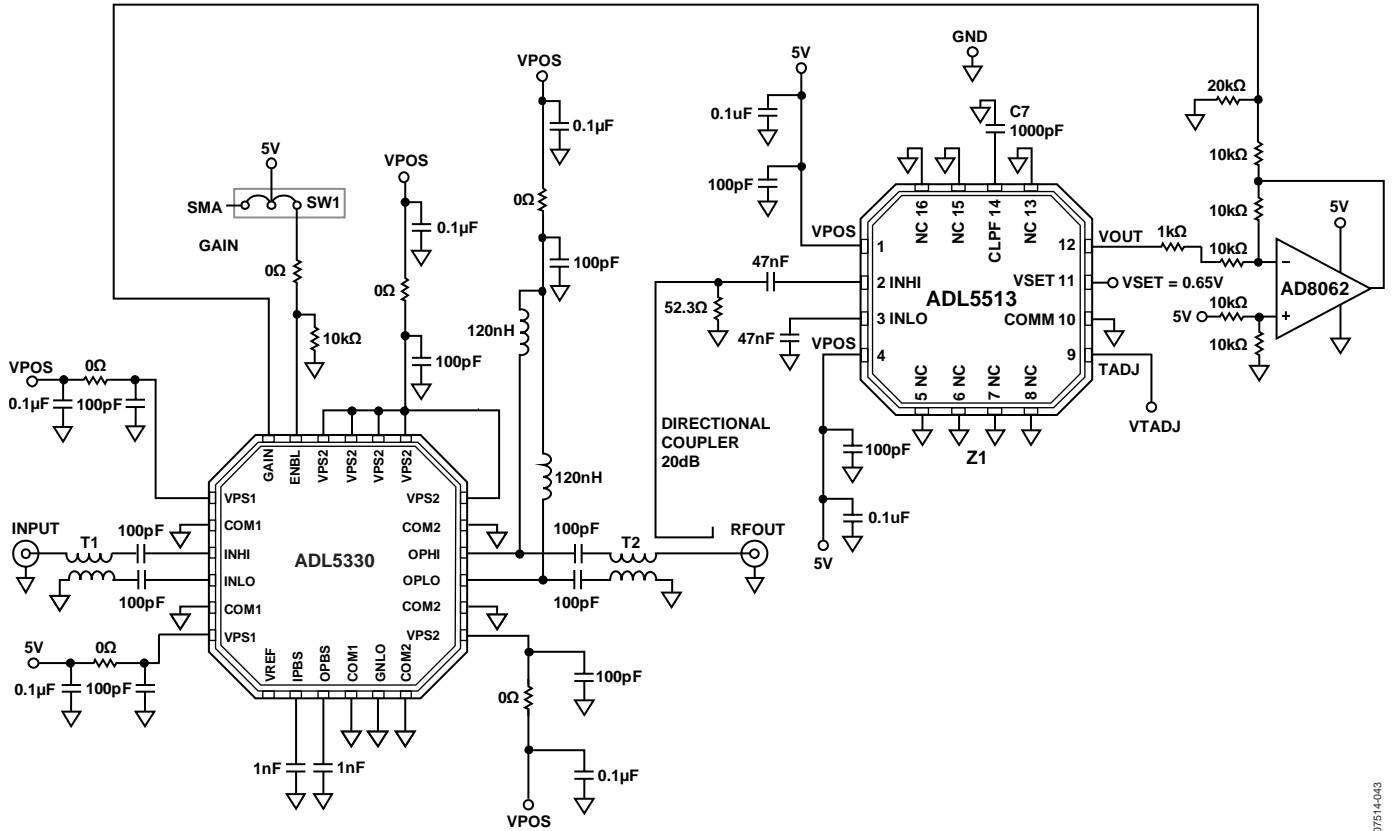 GND
5V
VPOS
20kΩ
0.1uF
C7
1000pF
0.1µF
10kΩ
5V
VPOS
100pF
SMA
SW1
0Ω
10kΩ
5V
GAIN
0.1µF
NC 16
NC 15
CLPF 14
NC 13
VPOS
1
12
VOUT
1kΩ
10kΩ
–
0Ω
0Ω
100pF
47nF
2 INHI
ADL5513
VSET 11
VSET = 0.65V
AD8062
52.3Ω
3 INLO
COMM 10
5V
10kΩ
+
120nH
10kΩ
47nF
VPOS
4
9
TADJ
10kΩ
100pF
VPOS
0Ω
0.1µF
100pF
5 NC
6 NC
7 NC
8 NC
VTADJ
DIRECTIONAL
COUPLER
20dB
100pF
Z1
GAIN
ENBL
VPS2
VPS2
VPS2
VPS2
120nH
0.1uF
5V
VPS1
VPS2
INPUT
T1
100pF
COM1
COM2
100pF
T2
RFOUT
INHI
ADL5330
OPHI
INLO
OPLO
100pF
COM1
COM2
100pF
5V
0Ω
VPS1
VPS2
0.1µF
100pF
VREF
IPBS
OPBS
COM1
GNLO
COM2
100pF
0Ω
1nF
1nF
0.1µF
VPOS
07514-043